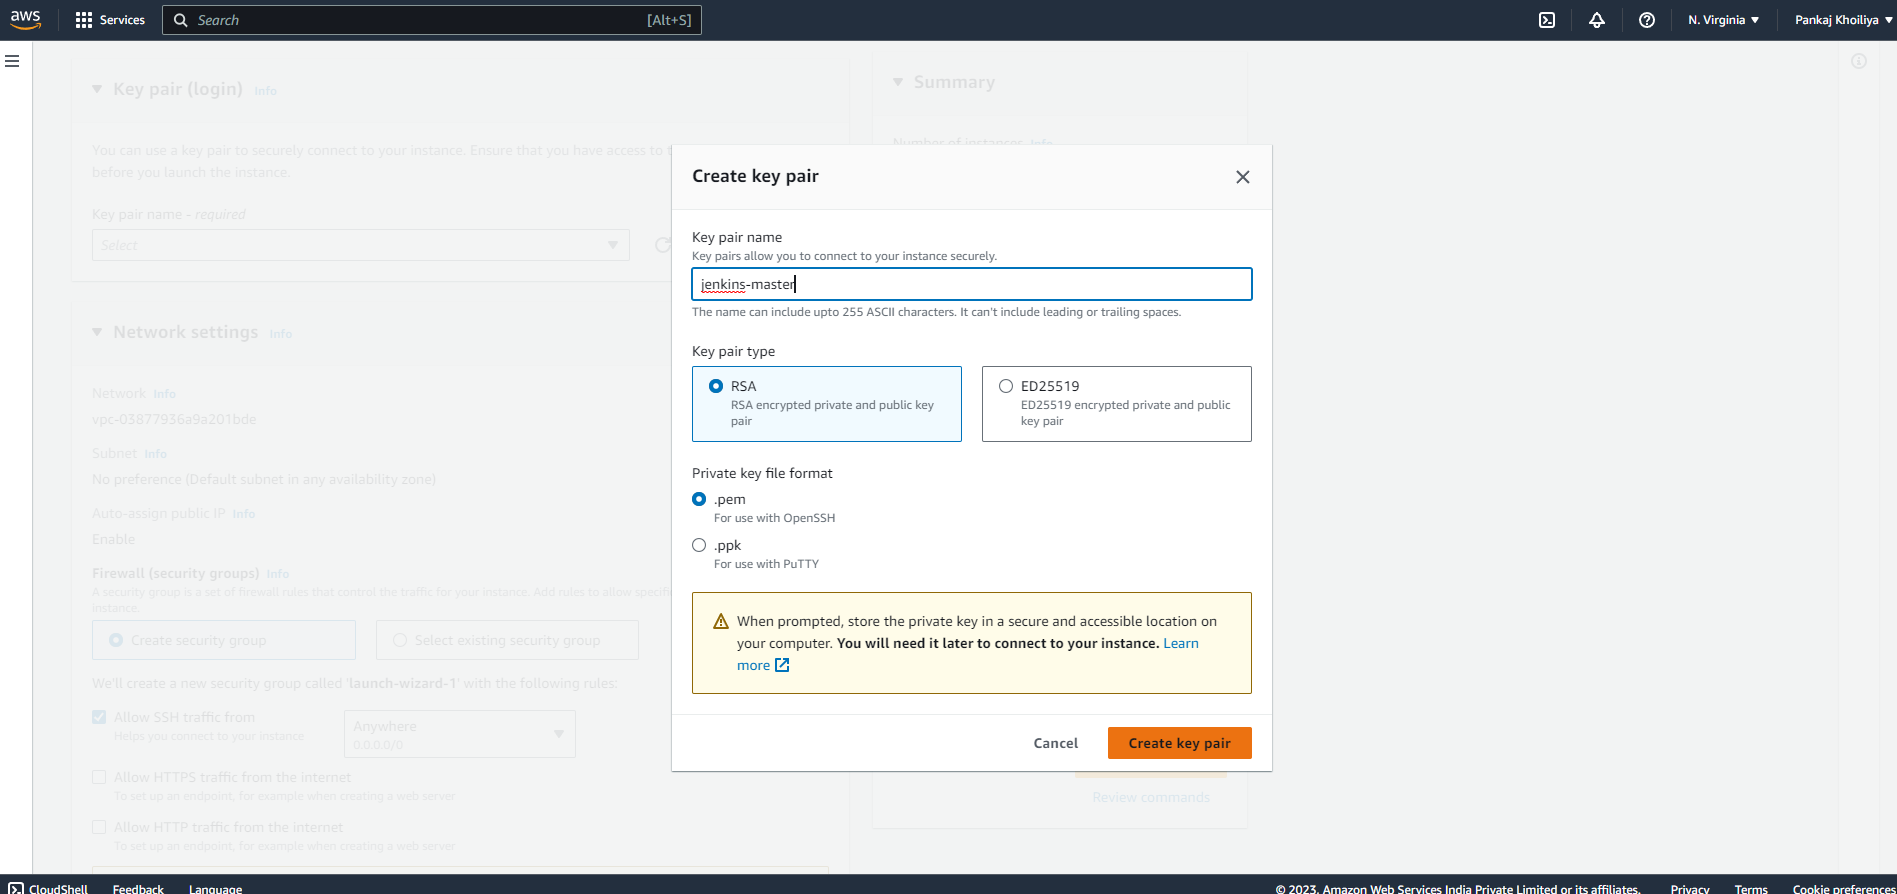 aws
Services
Search
[Alt+S]
N. Virginia
Pankaj Khoiliya
Key pair (login) Info
You can use a key pair to securely connect to your instance. Ensure that you have access to t
before you launch the instance.
Key pair name - required
Select
Network settings Info
Network Info
vpc-03877936a9a201bde
Subnet Info
No preference (Default subnet in any availability zone)
Auto-assign public IP Info
Enable
Firewall (security groups) Info
A security group is a set of firewall rules that control the traffic for your instance. Add rules to allow specifi
instance.
Create security group
Select existing security group
We'll create a new security group called 'launch-wizard-1' with the following rules:
Allow SSH traffic from
Helps you connect to your instance
Anywhere
0.0.0.0/0
Allow HTTPS traffic from the internet
To set up an endpoint, for example when creating a web server
Allow HTTP traffic from the internet
To set up an endpoint, for example when creating a web server
Summary
Number of instances Info
Create key pair
Key pair name
Key pairs allow you to connect to your instance securely.
jenkins-master
The name can include upto 255 ASCII characters. It can't include leading or trailing spaces.
Key pair type
RSA
RSA encrypted private and public key
pair
ED25519
ED25519 encrypted private and public
key pair
Private key file format
.pem
For use with OpenSSH
.ppk
For use with PuTTY
When prompted, store the private key in a secure and accessible location on
your computer. You will need it later to connect to your instance. Learn
more
Cancel
Create key pair
Review commands
CloudShell
Feedback
Language
© 2023, Amazon Web Services India Private Limited or its affiliates.
Privacy
Terms
Cookie preferences